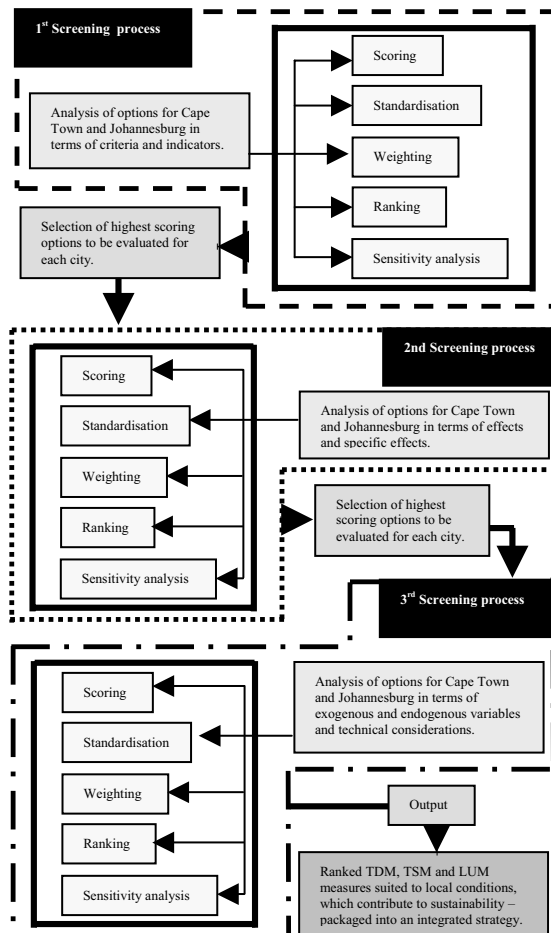 1st Screening process
Scoring
Analysis of options for Cape
Town and Johannesburg in
terms of criteria and indicators.
Standardisation
Weighting
Ranking
Sensitivity analysis
Selection of highest scoring
options to be evaluated for
each city.
2nd Screening process
Scoring
Standardisation
Weighting
Ranking
Sensitivity analysis
Analysis of options for Cape Town
and Johannesburg in terms of effects
and specific effects.
Selection of highest
scoring options to be
evaluated for each city.
3rd Screening process
Scoring
Standardisation
Weighting
Ranking
Sensitivity analysis
Analysis of options for Cape Town
and Johannesburg in terms of
exogenous and endogenous variables
and technical considerations.
Output
Ranked TDM, TSM and LUM
measures suited to local conditions,
which contribute to sustainability –
packaged into an integrated strategy.